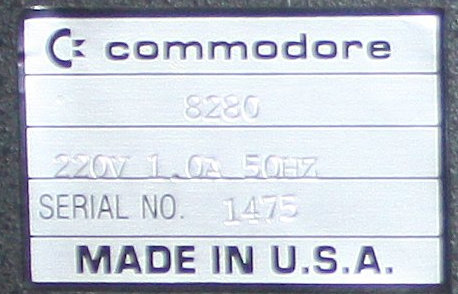 commodore
8280
220V 1.0A 50HZ
SERIAL NO. 1475
MADE IN U.S.A.